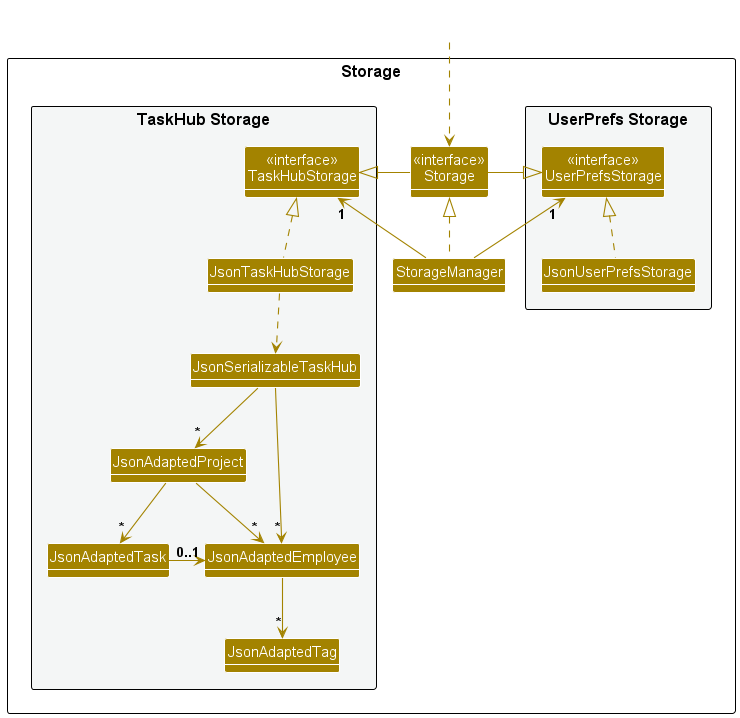 Storage
TaskHub Storage
UserPrefs Storage
«interface»
TaskHubStorage
«interface»
Storage
«interface»
UserPrefsStorage
1
1
JsonTaskHubStorage
StorageManager
JsonUserPrefsStorage
JsonSerializableTaskHub
*
JsonAdaptedProject
*
*
*
JsonAdaptedTask
0..1
JsonAdaptedEmployee
*
JsonAdaptedTag